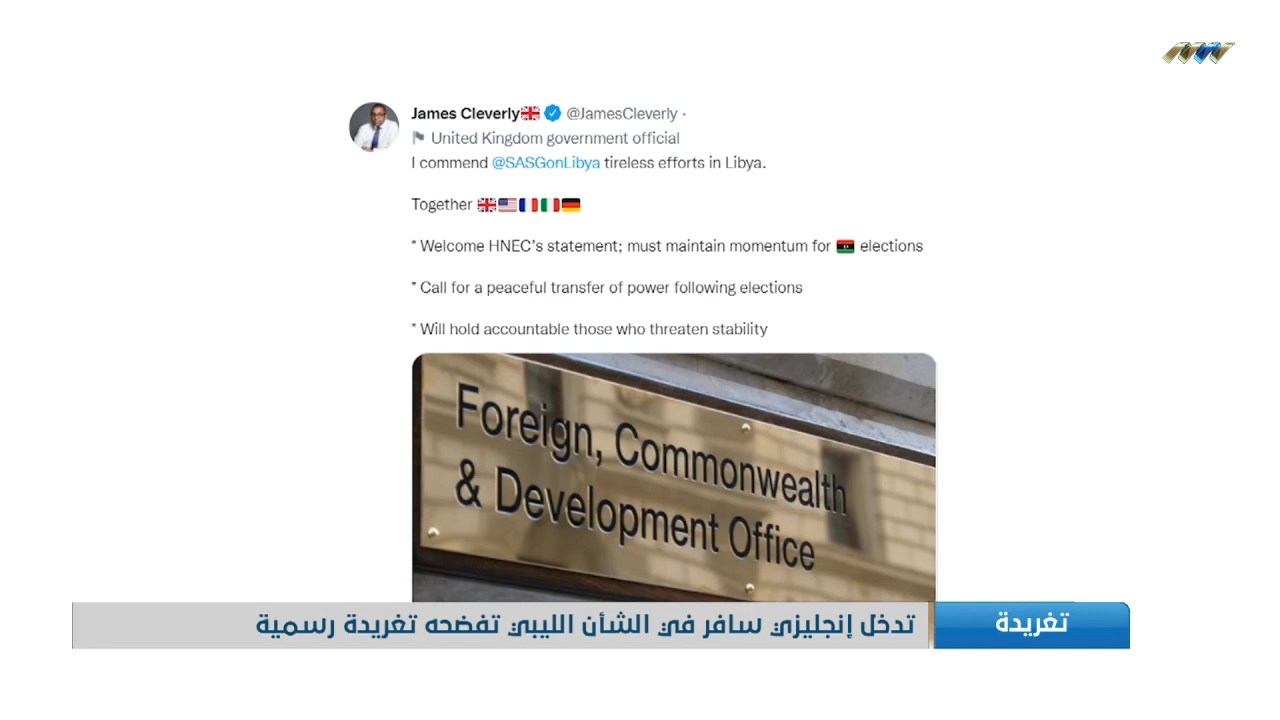 James Cleverly🇬🇧 @JamesCleverly ·
United Kingdom government official
I commend @SASGonLibya tireless efforts in Libya.
Together 🇬🇧🇺🇸🇫🇷🇮🇹🇩🇪
* Welcome HNEC's statement; must maintain momentum for 🇱🇾 elections
* Call for a peaceful transfer of power following elections
* Will hold accountable those who threaten stability
Foreign, Commonwealth
& Development Office
تغريدة
تدخل إنجليزي سافر في الشأن الليبي تفضحه تغريدة رسمية